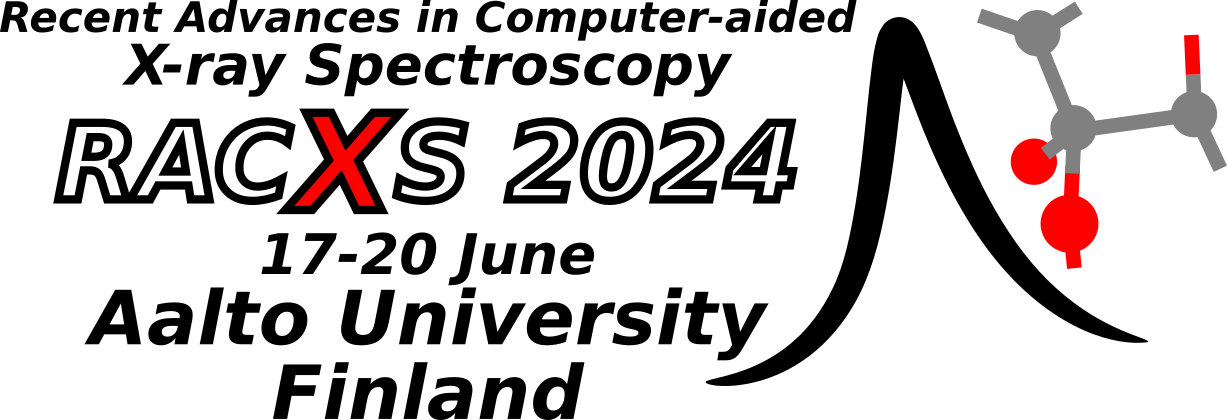 Recent Advances in Computer-aided
X-ray Spectroscopy
RACXS 2024
17-20 June
Aalto University
Finland